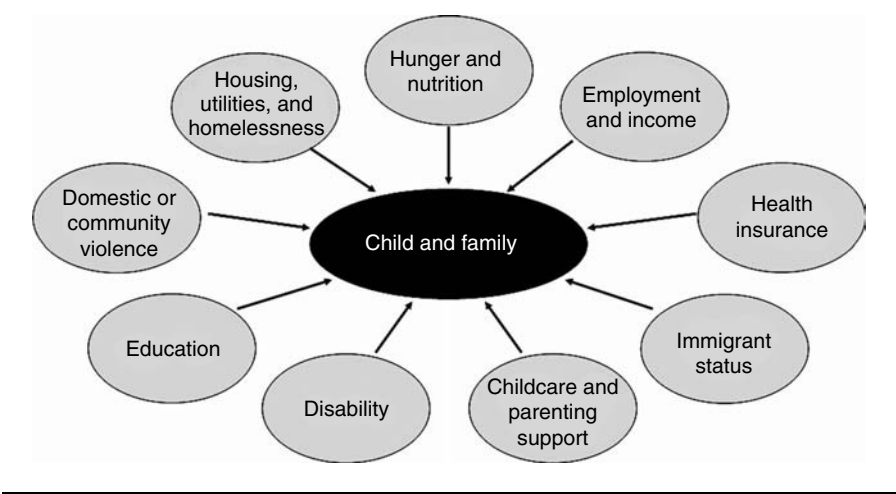 Hunger and
nutrition
Housing,
utilities, and
homelessness
Employment
and income
Domestic or
community
violence
Health
insurance
Child and family
Education
Immigrant
status
Disability
Childcare and
parenting
support